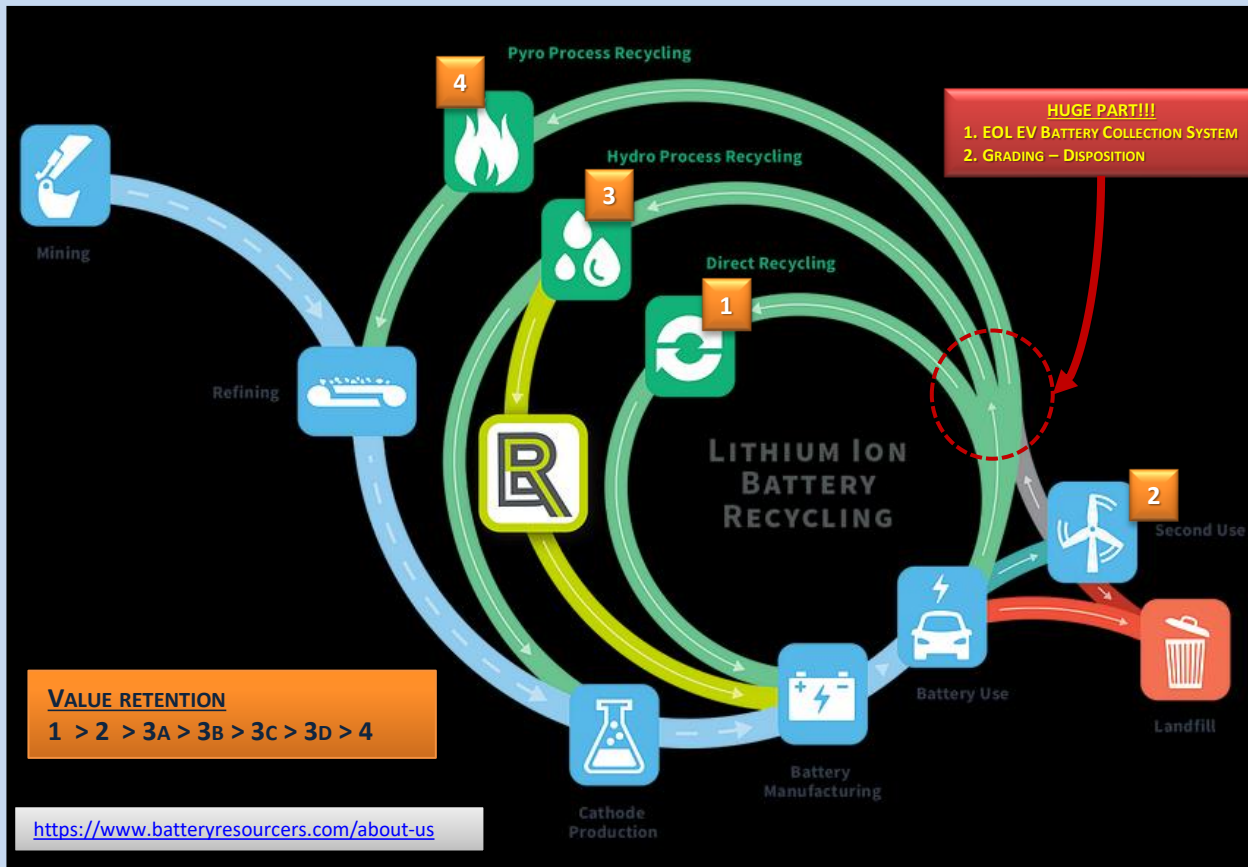 Pyro Process Recycling
4
HUGE PART!!!
1. EOL EV BATTERY COLLECTION SYSTEM
2. GRADING – DISPOSITION
Hydro Process Recycling
3
Mining
Direct Recycling
1
Refining
LITHIUM ION
BATTERY
RECYCLING
BR
2
Second Use
VALUE RETENTION
1 > 2 > 3A > 3B > 3C > 3D > 4
Battery Use
Landfill
Battery
Manufacturing
Cathode
Production
https://www.batteryresourcers.com/about-us